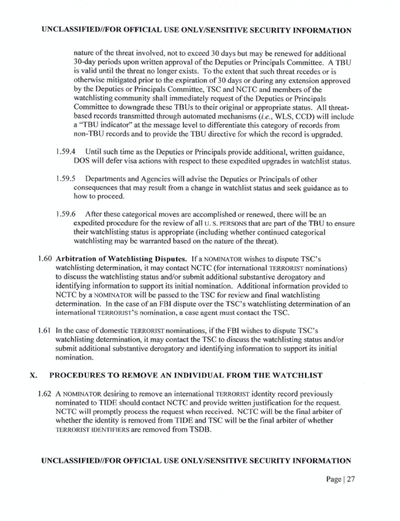 UNCLASSIFIED//FOR OFFICIAL USE ONLY/SENSITIVE SECURITY INFORMATION
nature of the threat involved, not to exceed 30 days but may be renewed for additional
30-day periods upon written approval of the Deputies or Principals Committee. A TBU
is valid until the threat no longer exists. To the extent that such threat recedes or is
otherwise mitigated prior to the expiration of 30 days or during any extension approved
by the Deputies or Principals Committee, TSC and NCTC and members of the
watchlisting community shall immediately request of the Deputies or Principals
Committee to downgrade these TBUs to their original or appropriate status. All threat-
based records transmitted through automated mechanisms (i.e., WLS, CCD) will include
a "TBU indicator" at the message level to differentiate this category of records from
non-TBU records and to provide the TBU directive for which the record is upgraded.
1.59.4 Until such time as the Deputies or Principals provide additional, written guidance,
DOS will defer visa actions with respect to these expedited upgrades in watchlist status.
1.59.5 Departments and Agencies will advise the Deputies or Principals of other
consequences that may result from a change in watchlist status and seek guidance as to
how to proceed.
1.59.6 After these categorical moves are accomplished or renewed, there will be an
expedited procedure for the review of all U. S. PERSONS that are part of the TBU to ensure
their watchlisting status is appropriate (including whether continued categorical
watchlisting may be warranted based on the nature of the threat).
1.60 Arbitration of Watchlisting Disputes. If a NOMINATOR wishes to dispute TSC's
watchlisting determination, it may contact NCTC (for international TERRORIST nominations)
to discuss the watchlisting status and/or submit additional substantive derogatory and
identifying information to support its initial nomination. Additional information provided to
NCTC by a NOMINATOR will be passed to the TSC for review and final watchlisting
determination. In the case of an FBI dispute over the TSC's watchlisting determination of an
international TERRORIST'S nomination, a case agent must contact the TSC.
1.61 In the case of domestic TERRORIST nominations, if the FBI wishes to dispute TSC's
watchlisting determination, it may contact the TSC to discuss the watchlisting status and/or
submit additional substantive derogatory and identifying information to support its initial
nomination.
X. PROCEDURES TO REMOVE AN INDIVIDUAL FROM THE WATCHLIST
1.62 A NOMINATOR desiring to remove an international TERRORIST identity record previously
nominated to TIDE should contact NCTC and provide written justification for the request.
NCTC will promptly process the request when received. NCTC will be the final arbiter of
whether the identity is removed from TIDE and TSC will be the final arbiter of whether
TERRORIST IDENTIFIERS are removed from TSDB.
UNCLASSIFIED//FOR OFFICIAL USE ONLY/SENSITIVE SECURITY INFORMATION
Page | 27